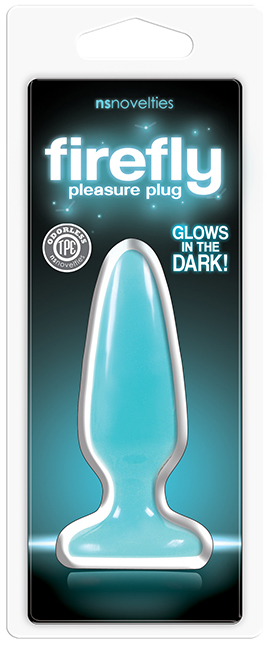 nsnovelties
firefly
pleasure plug
GLOWS
IN THE
DARK!
ODORLESS
TPE
nsnovelties